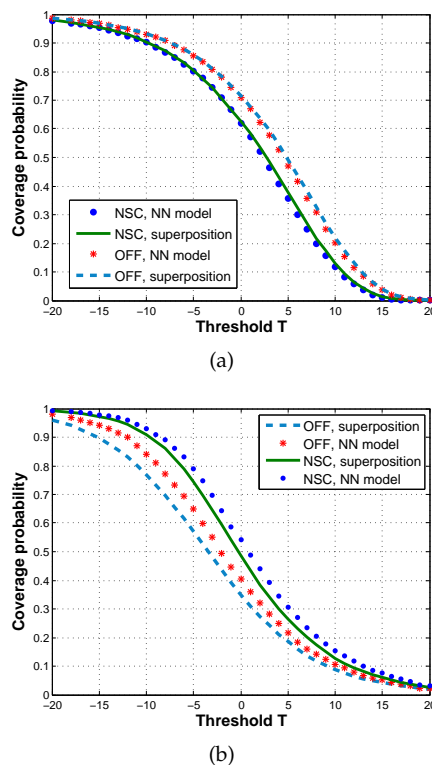 1
0.9
0.8
0.7
0.6
0.5
0.4
0.3
0.2
0.1
0
Coverage probability
NSC, NN model
NSC, superposition
OFF, NN model
OFF, superposition
−20 −15 −10 −5 0 5 10 15 20
Threshold T
(a)
1
0.9
0.8
0.7
0.6
0.5
0.4
0.3
0.2
0.1
0
Coverage probability
OFF, superposition
OFF, NN model
NSC, superposition
NSC, NN model
−20 −15 −10 −5 0 5 10 15 20
Threshold T
(b)